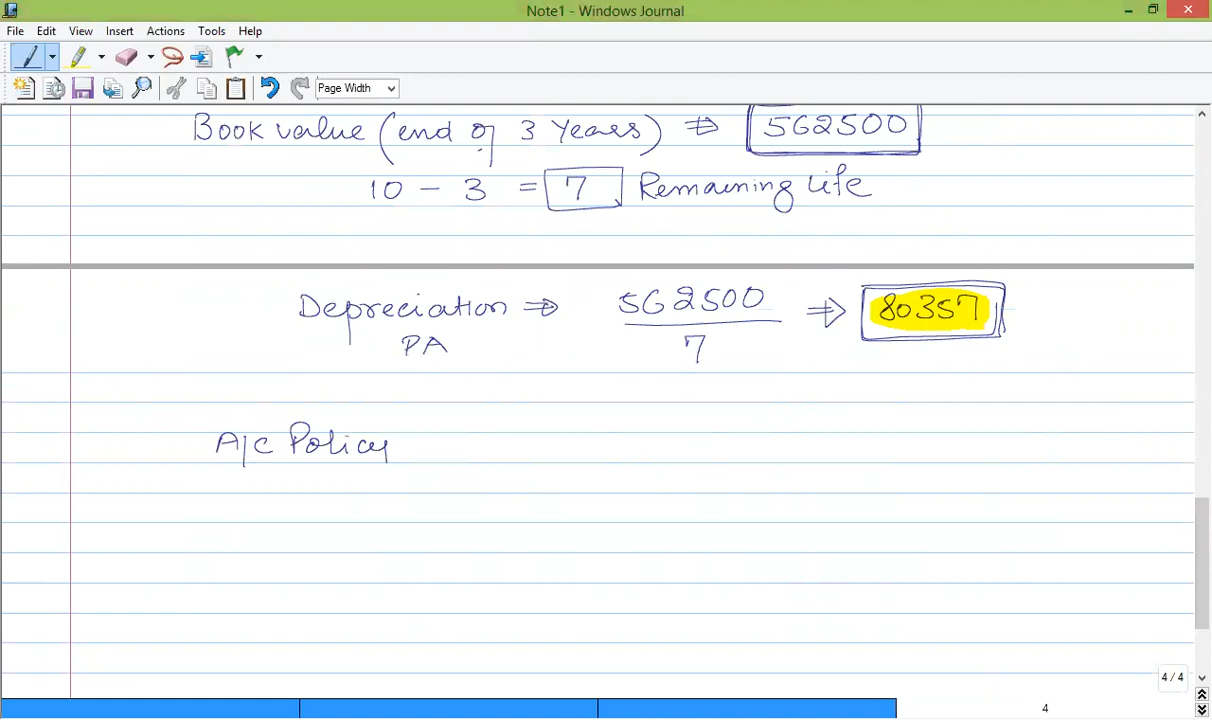 Note1 - Windows Journal
File Edit View Insert Actions Tools Help
Page Width
Book value (end of 3 Years) ⇒ 562500
10 - 3 = 7 Remaining Life
Depreciation ⇒ 562500 ⇒ 80357
PA 7
A/c Policy
4 / 4
4